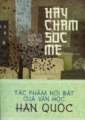 HÃY CHĂM
SÓC
MẸ
TÁC PHẨM NỔI BẬT
CỦA VĂN HỌC
HÀN QUỐC